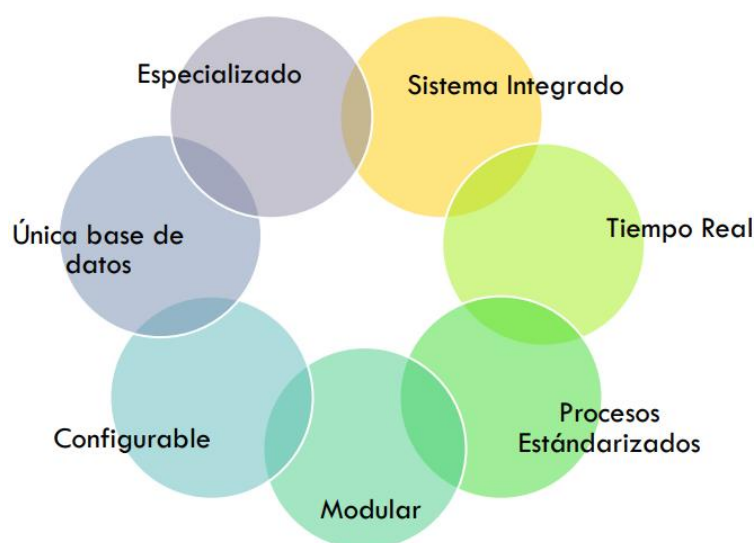 Especializado
Sistema Integrado
Única base de
datos
Tiempo Real
Configurable
Procesos
Estándarizados
Modular